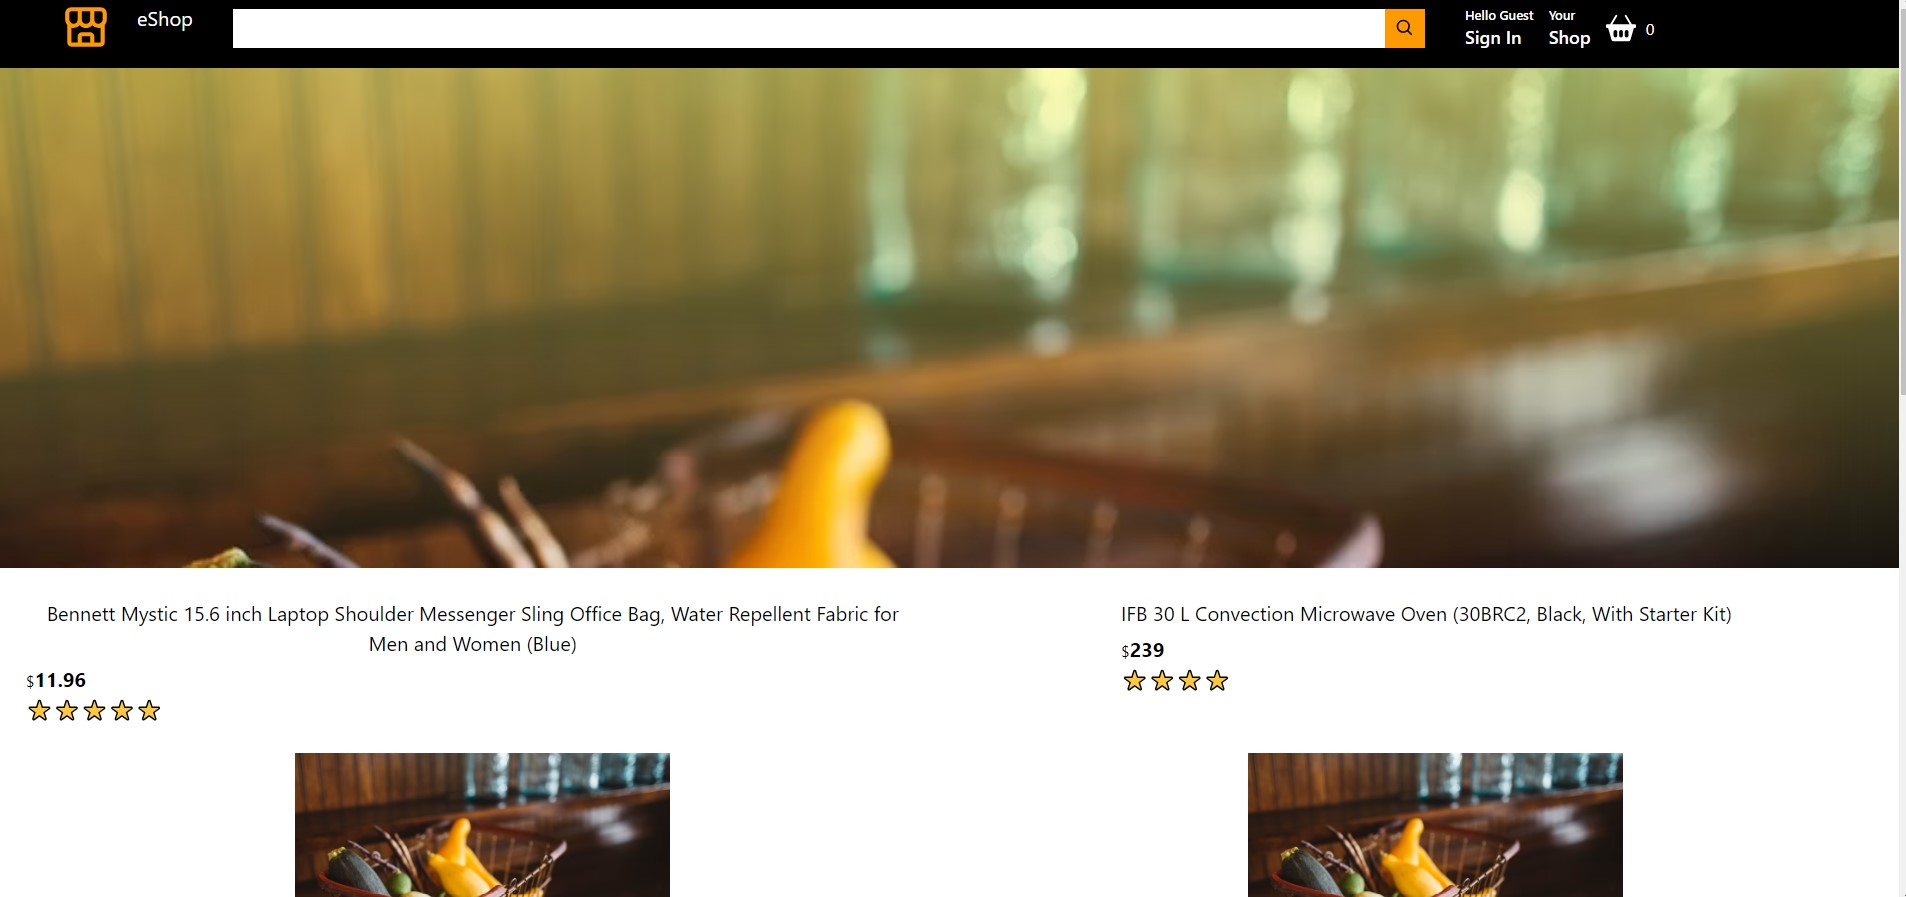 eShop
Hello Guest
Sign In
Your
Shop
0
Bennett Mystic 15.6 inch Laptop Shoulder Messenger Sling Office Bag, Water Repellent Fabric for
Men and Women (Blue)
$11.96
IFB 30 L Convection Microwave Oven (30BRC2, Black, With Starter Kit)
$239